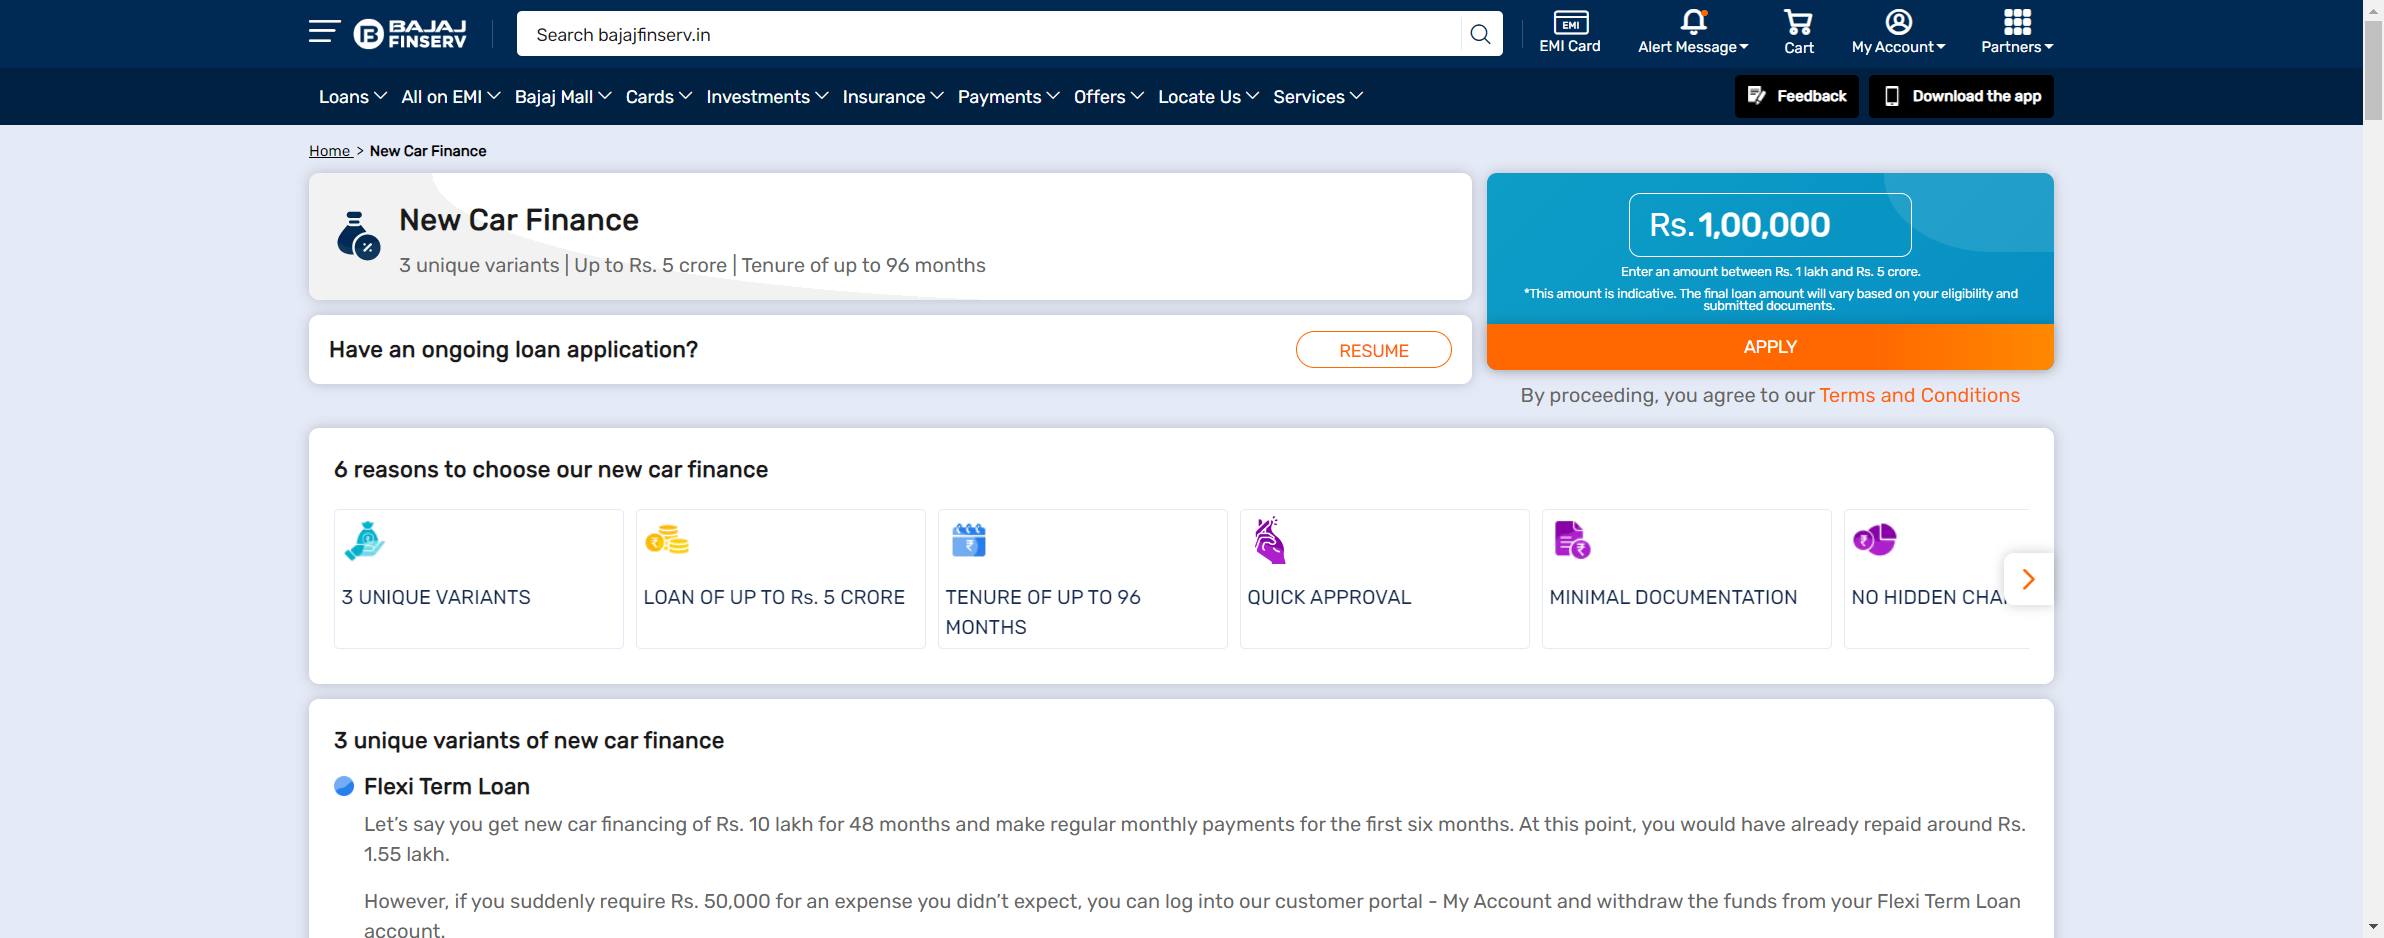 BAJAJ
FINSERV
Search bajajfinserv.in
EMI
EMI Card
Alert Message
Cart
My Account
Partners
Loans
All on EMI
Bajaj Mall
Cards
Investments
Insurance
Payments
Offers
Locate Us
Services
Feedback
Download the app
Home > New Car Finance
New Car Finance
3 unique variants | Up to Rs. 5 crore | Tenure of up to 96 months
Rs. 1,00,000
Enter an amount between Rs. 1 lakh and Rs. 5 crore.
*This amount is indicative. The final loan amount will vary based on your eligibility and
submitted documents.
APPLY
Have an ongoing loan application?
RESUME
By proceeding, you agree to our Terms and Conditions
6 reasons to choose our new car finance
3 UNIQUE VARIANTS
LOAN OF UP TO Rs. 5 CRORE
TENURE OF UP TO 96
MONTHS
QUICK APPROVAL
MINIMAL DOCUMENTATION
NO HIDDEN CHA
3 unique variants of new car finance
Flexi Term Loan
Let’s say you get new car financing of Rs. 10 lakh for 48 months and make regular monthly payments for the first six months. At this point, you would have already repaid around Rs.
1.55 lakh.
However, if you suddenly require Rs. 50,000 for an expense you didn’t expect, you can log into our customer portal - My Account and withdraw the funds from your Flexi Term Loan
account.